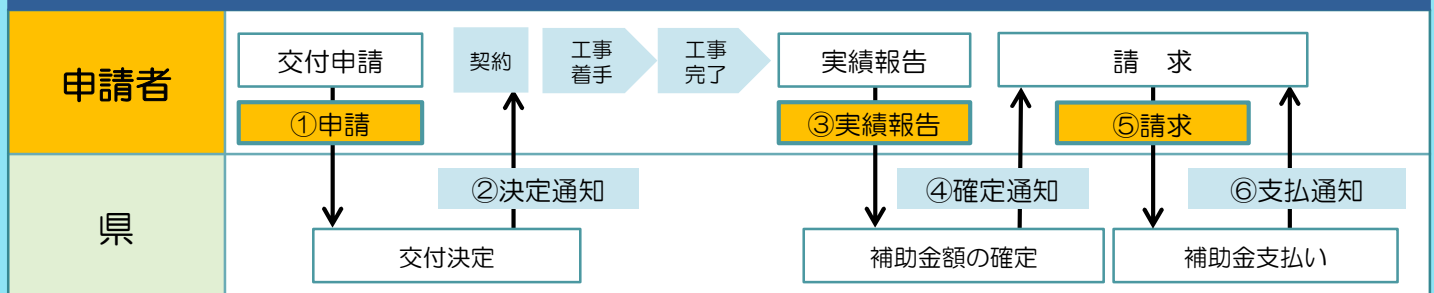 申請者
交付申請
契約
工事
着手
工事
完了
実績報告
請　求
①申請
③実績報告
⑤請求
県
②決定通知
④確定通知
⑥支払通知
交付決定
補助金額の確定
補助金支払い